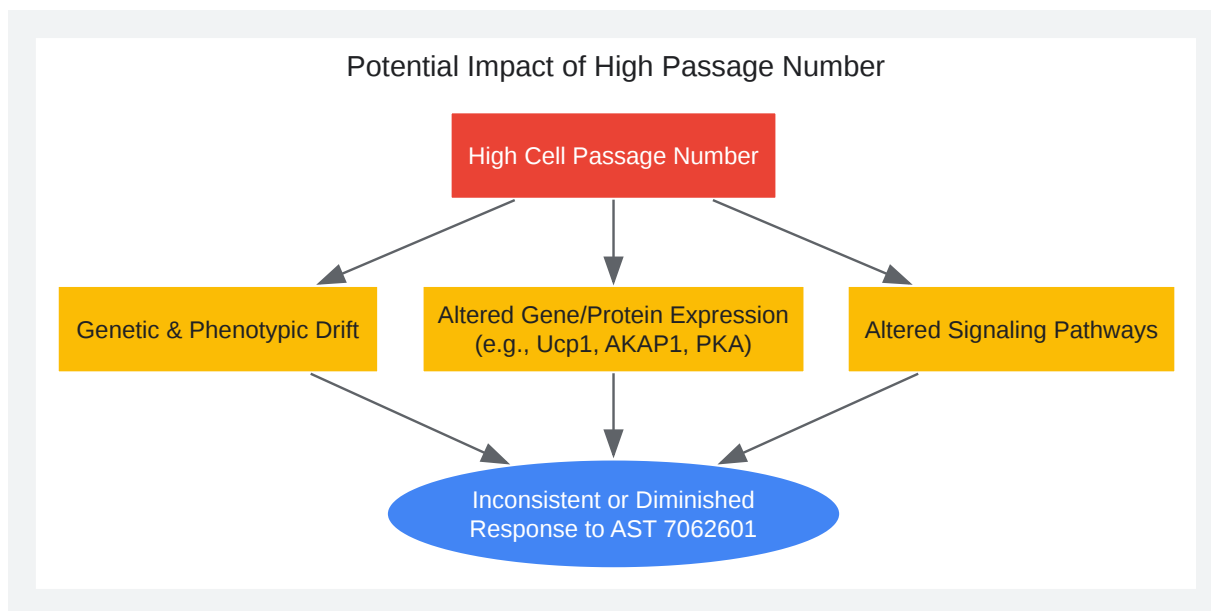 Potential Impact of High Passage Number
High Cell Passage Number
Genetic & Phenotypic Drift
Altered Gene/Protein Expression
(e.g., Ucp1, AKAP1, PKA)
Altered Signaling Pathways
Inconsistent or Diminished
Response to AST 7062601